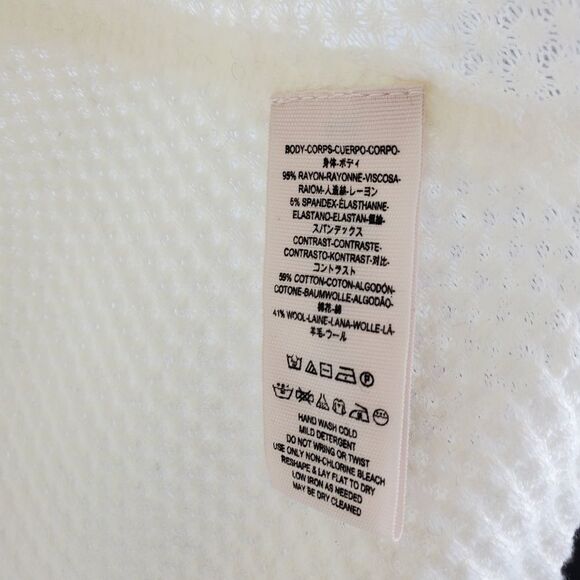 BODY-CORPS-CUERPO-CORPO-
身体-ボディ
95% RAYON-RAYONNE-VISCOSA-
RAIOM-人造絲-レーヨン
5% SPANDEX-ÉLASTHANNE-
ELASTANO-ELASTAN-
スパンデックス
CONTRAST-CONTRASTE-
CONTRASTO-KONTRAST-对比-
コントラスト
59% COTTON-COTON-ALGODÓN-
COTONE-BAUMWOLLE-ALGODÃO-
棉花-綿
41% WOOL-LAINE-LANA-WOLLE-LÃ-
羊毛-ウール
HAND WASH COLD
MILD DETERGENT
DO NOT WRING OR TWIST
USE ONLY NON-CHLORINE BLEACH
RESHAPE & LAY FLAT TO DRY
LOW IRON AS NEEDED
MAY BE DRY CLEANED